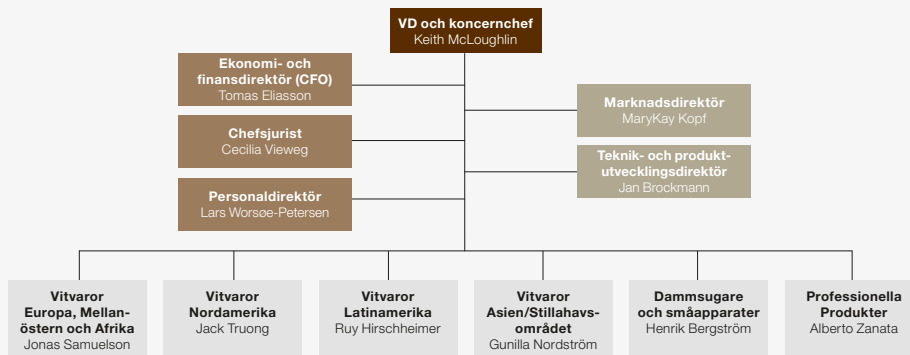 VD och koncernchef
Keith McLoughlin
Ekonomi- och
finansdirektör (CFO)
Tomas Eliasson
Chefsjurist
Cecilia Vieweg
Personaldirektör
Lars Worsøe-Petersen
Marknadsdirektör
MaryKay Kopf
Teknik- och produkt-
utvecklingsdirektör
Jan Brockmann
Vitvaror
Europa, Mellan-
östern och Afrika
Jonas Samuelson
Vitvaror
Nordamerika
Jack Truong
Vitvaror
Latinamerika
Ruy Hirschheimer
Vitvaror
Asien/Stillahavs-
området
Gunilla Nordström
Dammsugare
och småapparater
Henrik Bergström
Professionella
Produkter
Alberto Zanata